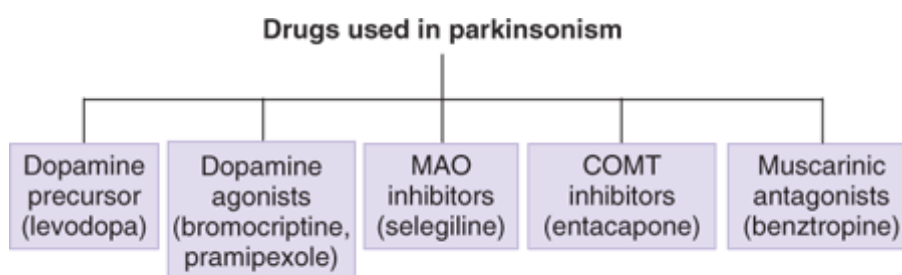 Drugs used in parkinsonism
Dopamine
precursor
(levodopa)
Dopamine
agonists
(bromocriptine,
pramipexole)
MAO
inhibitors
(selegiline)
COMT
inhibitors
(entacapone)
Muscarinic
antagonists
(benztropine)